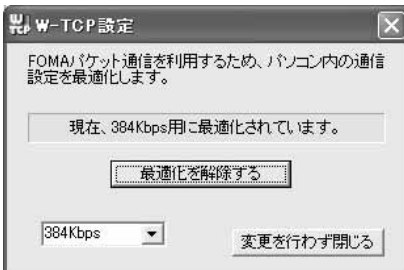 W-TCP設定
FOMAパケット通信を利用するため、パソコン内の通信
設定を最適化します。
現在、384Kbps用に最適化されています。
最適化を解除する
384Kbps
変更を行わず閉じる